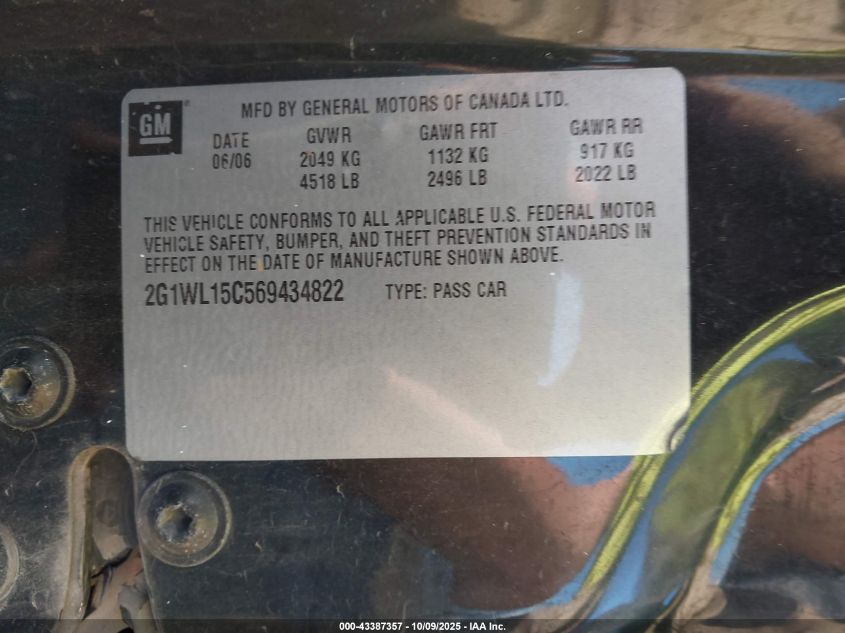 GM
MFD BY GENERAL MOTORS OF CANADA LTD.
DATE GVWR GAWR FRT GAWR RR
06/06 2049 KG 1132 KG 917 KG
4518 LB 2496 LB 2022 LB
THIS VEHICLE CONFORMS TO ALL APPLICABLE U.S. FEDERAL MOTOR
VEHICLE SAFETY, BUMPER, AND THEFT PREVENTION STANDARDS IN
EFFECT ON THE DATE OF MANUFACTURE SHOWN ABOVE.
2G1WL15C569434822 TYPE: PASS CAR
000-43387357 - 10/09/2025 - IAA Inc.